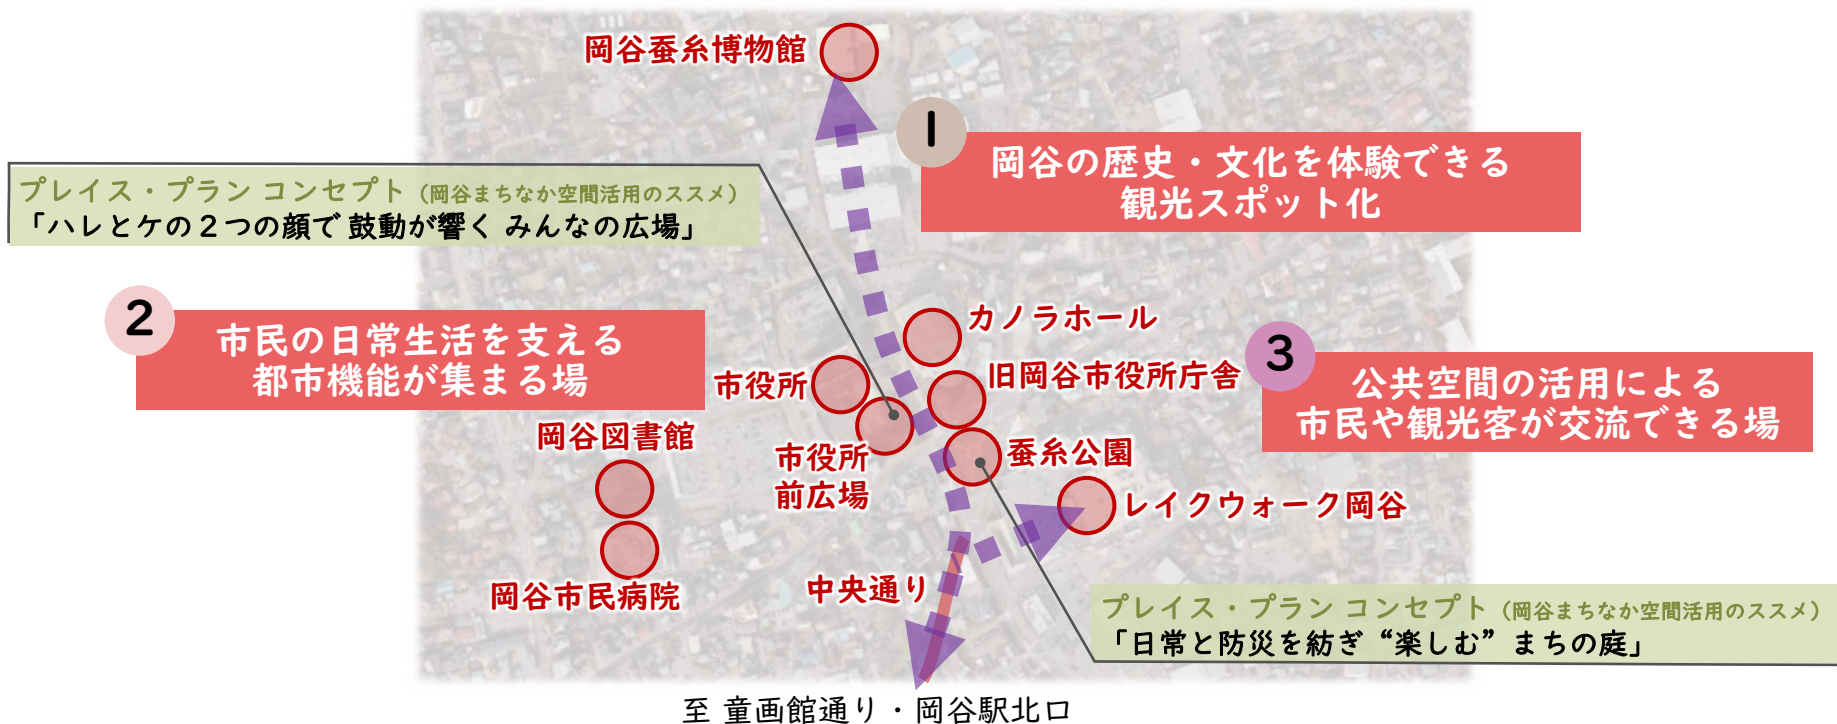 岡谷蚕糸博物館
1
岡谷の歴史・文化を体験できる
観光スポット化
プレイス・プラン コンセプト（岡谷まちなか空間活用のススメ）
「ハレとケの２つの顔で 鼓動が響く みんなの広場」
2
市民の日常生活を支える
都市機能が集まる場
カノラホール
市役所
旧岡谷市役所庁舎
3
公共空間の活用による
市民や観光客が交流できる場
岡谷図書館
市役所
前広場
蚕糸公園
レイクウォーク岡谷
岡谷市民病院
中央通り
プレイス・プラン コンセプト（岡谷まちなか空間活用のススメ）
「日常と防災を紡ぎ “楽しむ” まちの庭」
至 童画館通り・岡谷駅北口